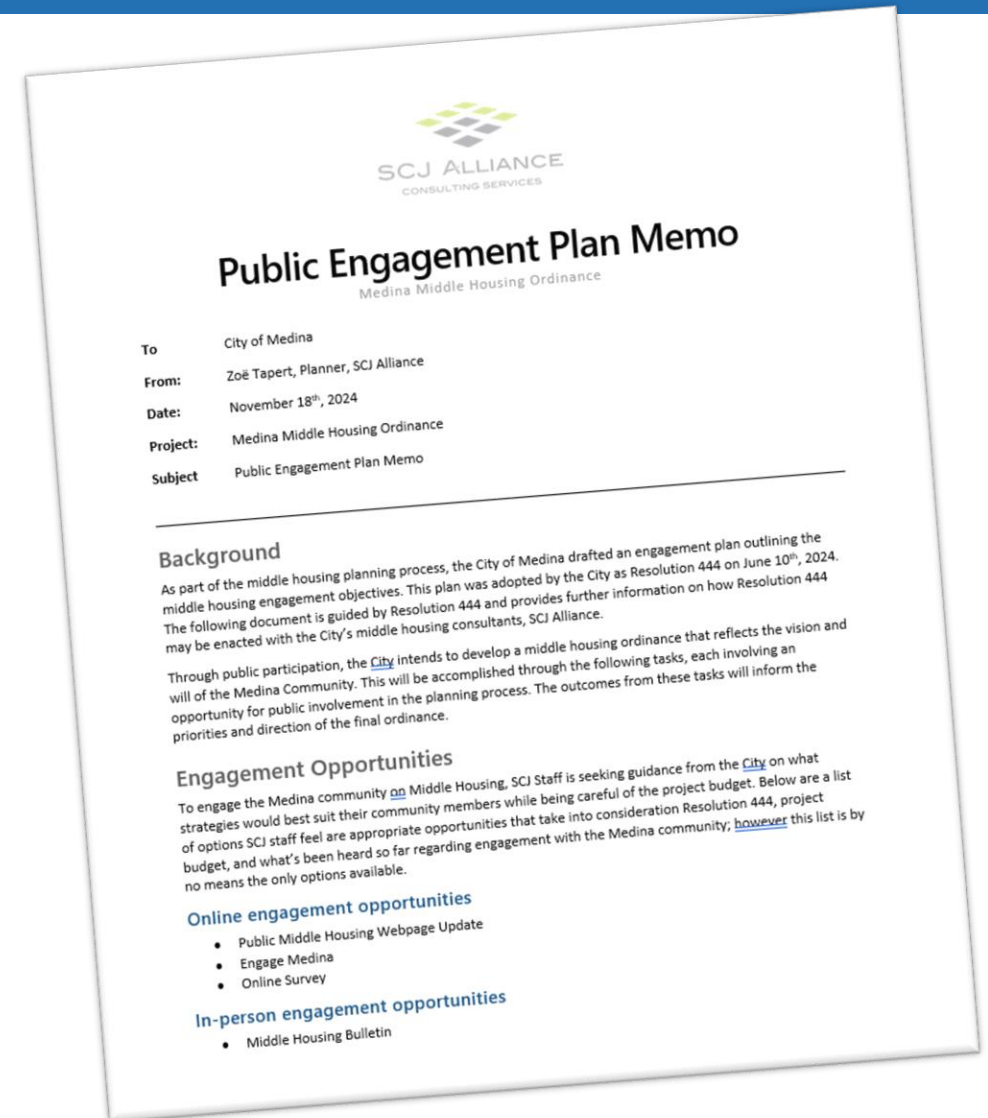 SCJ ALLIANCE
CONSULTING SERVICES
Public Engagement Plan Memo
Medina Middle Housing Ordinance
To City of Medina
From: Zoë Tapert, Planner, SCJ Alliance
Date: November 18th, 2024
Project: Medina Middle Housing Ordinance
Subject Public Engagement Plan Memo
Background
As part of the middle housing planning process, the City of Medina drafted an engagement plan outlining the
middle housing engagement objectives. This plan was adopted by the City as Resolution 444 on June 10th, 2024.
The following document is guided by Resolution 444 and provides further information on how Resolution 444
may be enacted with the City's middle housing consultants, SCJ Alliance.
Through public participation, the City intends to develop a middle housing ordinance that reflects the vision and
will of the Medina Community. This will be accomplished through the following tasks, each involving an
opportunity for public involvement in the planning process. The outcomes from these tasks will inform the
priorities and direction of the final ordinance.
Engagement Opportunities
To engage the Medina community on Middle Housing, SCJ Staff is seeking guidance from the City on what
strategies would best suit their community members while being careful of the project budget. Below are a list
of options SCJ staff feel are appropriate opportunities that take into consideration Resolution 444, project
budget, and what's been heard so far regarding engagement with the Medina community; however this list is by
no means the only options available.
Online engagement opportunities
• Public Middle Housing Webpage Update
• Engage Medina
• Online Survey
In-person engagement opportunities
• Middle Housing Bulletin